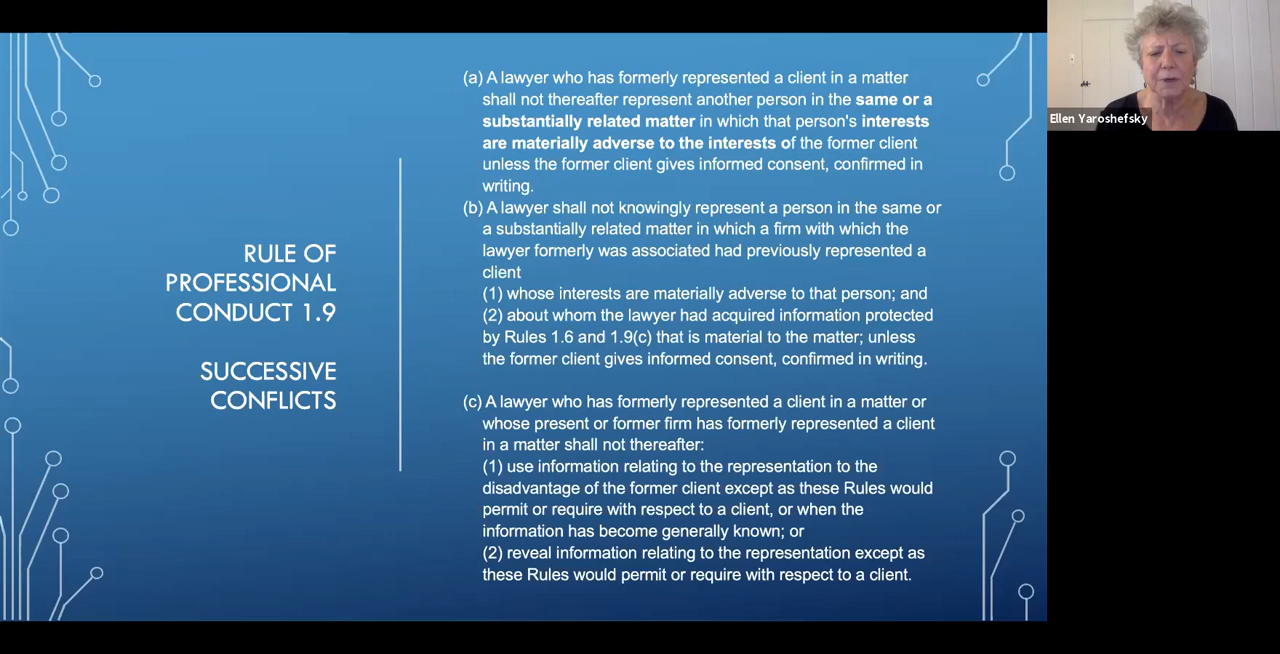 RULE OF
PROFESSIONAL
CONDUCT 1.9
SUCCESSIVE
CONFLICTS
(a) A lawyer who has formerly represented a client in a matter
shall not thereafter represent another person in the same or a
substantially related matter in which that person's interests
are materially adverse to the interests of the former client
unless the former client gives informed consent, confirmed in
writing.
(b) A lawyer shall not knowingly represent a person in the same or
a substantially related matter in which a firm with which the
lawyer formerly was associated had previously represented a
client
(1) whose interests are materially adverse to that person; and
(2) about whom the lawyer had acquired information protected
by Rules 1.6 and 1.9(c) that is material to the matter; unless
the former client gives informed consent, confirmed in writing.
(c) A lawyer who has formerly represented a client in a matter or
whose present or former firm has formerly represented a client
in a matter shall not thereafter:
(1) use information relating to the representation to the
disadvantage of the former client except as these Rules would
permit or require with respect to a client, or when the
information has become generally known; or
(2) reveal information relating to the representation except as
these Rules would permit or require with respect to a client.
Ellen Yaroshefsky